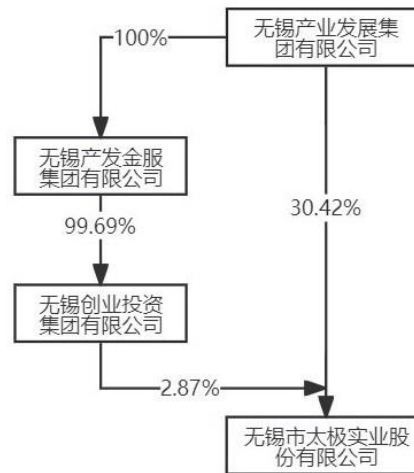 100%
无锡产业发展集
团有限公司
无锡产发金服
集团有限公司
30.42%
99.69%
无锡创业投资
集团有限公司
2.87%
无锡市太极实业股
份有限公司